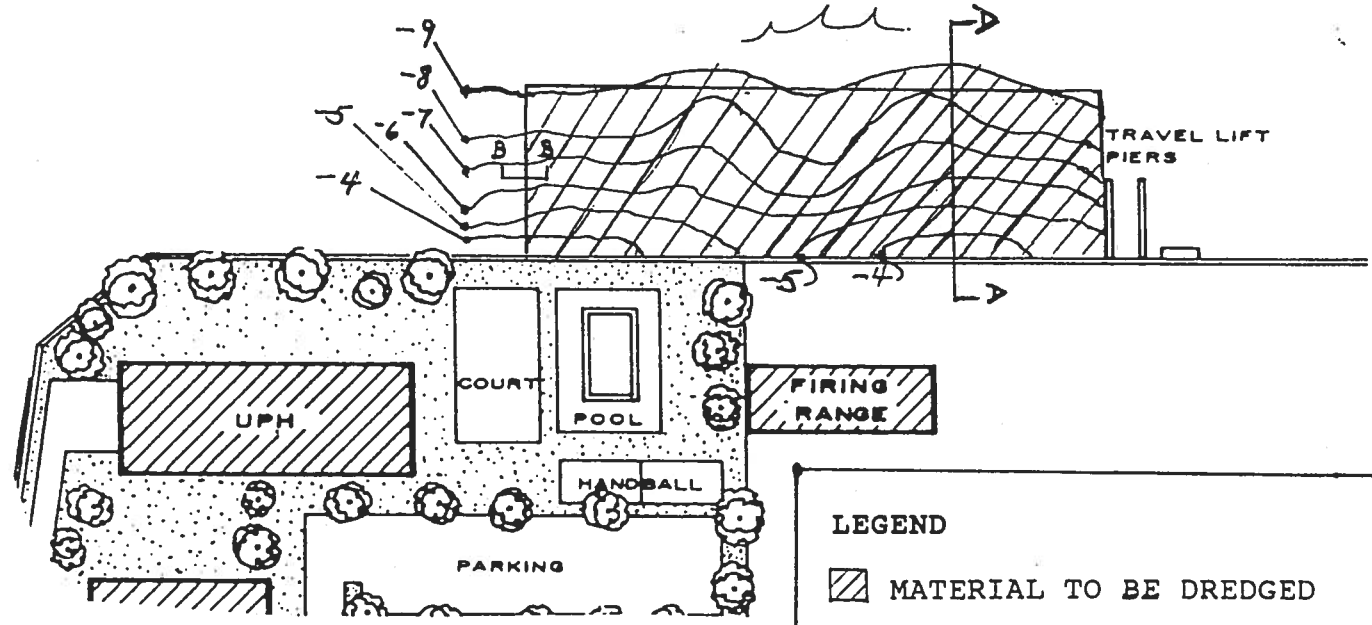 -9
-8
-5 -6 -7
-4
D
B B
TRAVEL LIFT
PIERS
-5 -4
D
COURT
POOL
FIRING
RANGE
UPH
HANDBALL
PARKING
LEGEND
MATERIAL TO BE DREDGED